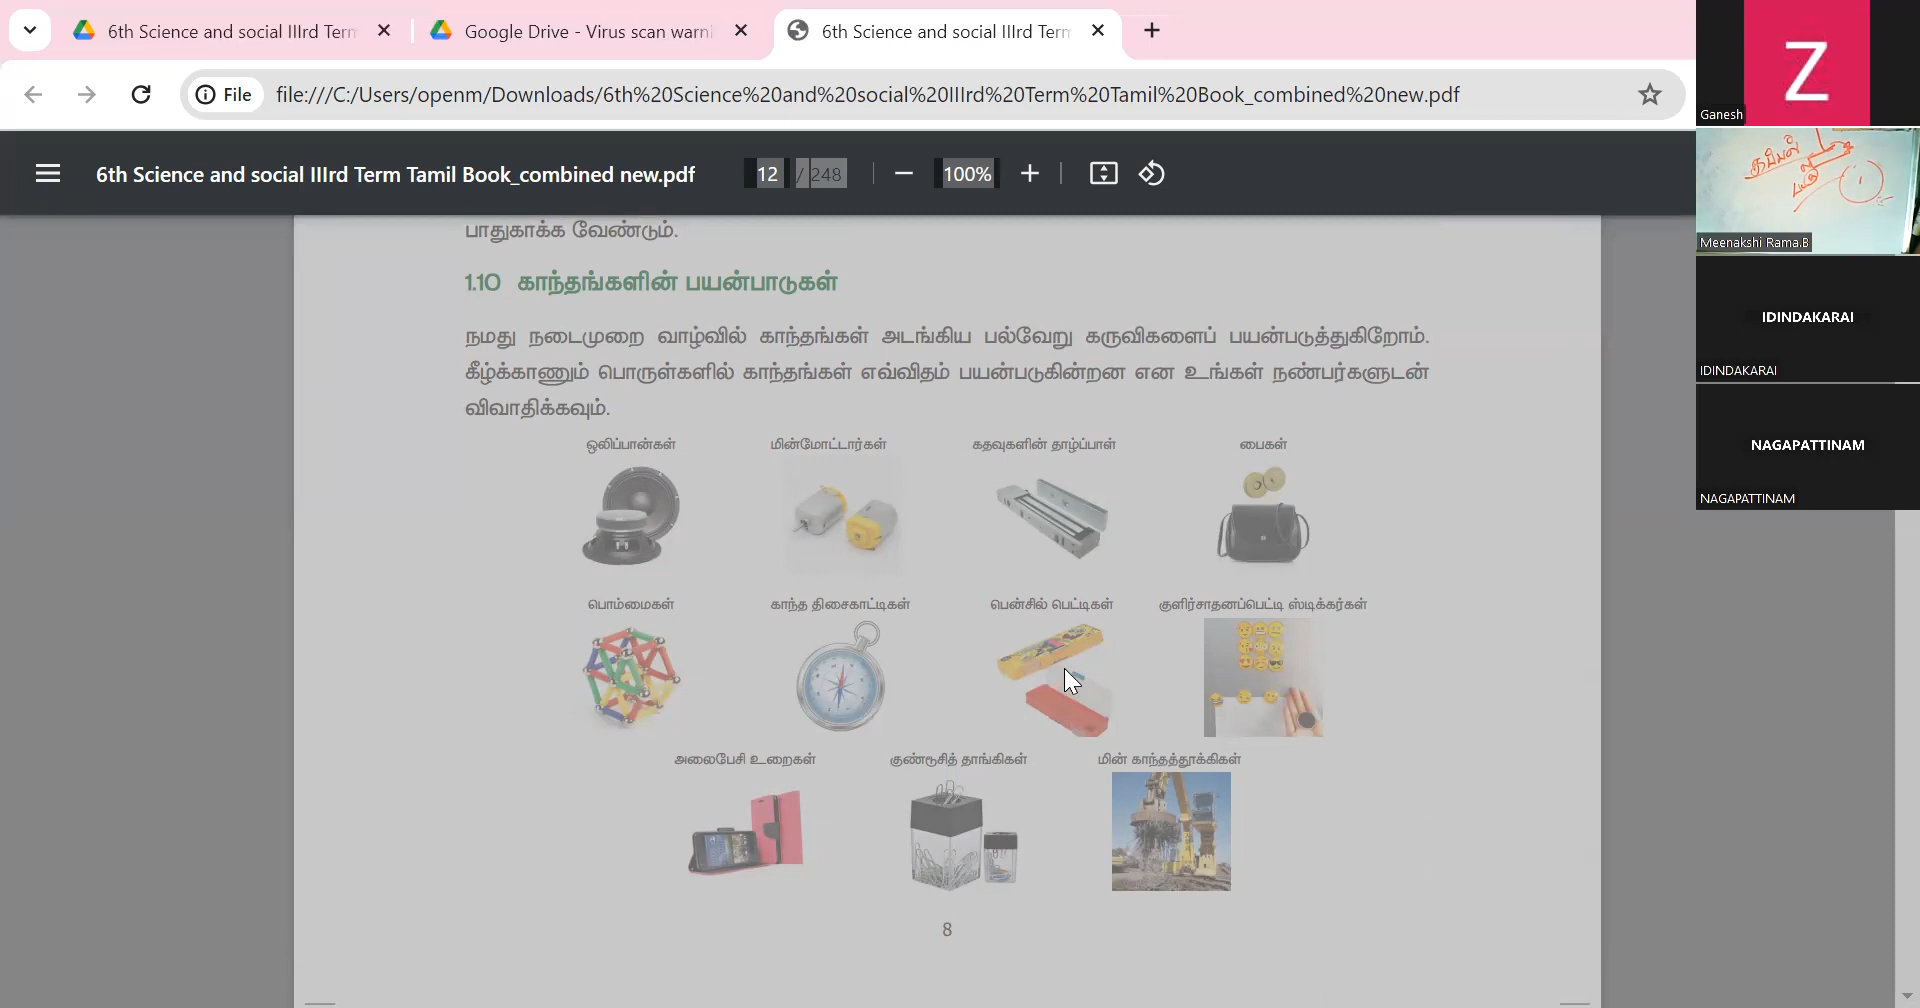 6th Science and social IIIrd Term
Google Drive - Virus scan warni
6th Science and social IIIrd Term
File
file:///C:/Users/openm/Downloads/6th%20Science%20and%20social%20IIIrd%20Term%20Tamil%20Book_combined%20new.pdf
6th Science and social IIIrd Term Tamil Book_combined new.pdf
12 / 248
100%
Z
Ganesh
Meenakshi Rama.B
IDINDAKARAI
IDINDAKARAI
NAGAPATTINAM
NAGAPATTINAM
பாதுகாக்க வேண்டும்.
1.10 காந்தங்களின் பயன்பாடுகள்
நமது நடைமுறை வாழ்வில் காந்தங்கள் அடங்கிய பல்வேறு கருவிகளைப் பயன்படுத்துகிறோம்.
கீழ்க்காணும் பொருள்களில் காந்தங்கள் எவ்விதம் பயன்படுகின்றன என உங்கள் நண்பர்களுடன்
விவாதிக்கவும்.
ஒலிப்பான்கள் மின்மோட்டார்கள் கதவுகளின் தாழ்ப்பாள் பைகள்
பொம்மைகள் காந்த திசைகாட்டிகள் பென்சில் பெட்டிகள் குளிர்சாதனப்பெட்டி ஸ்டிக்கர்கள்
அலைபேசி உறைகள் குண்டூசித் தாங்கிகள் மின் காந்தத்தூக்கிகள்
8